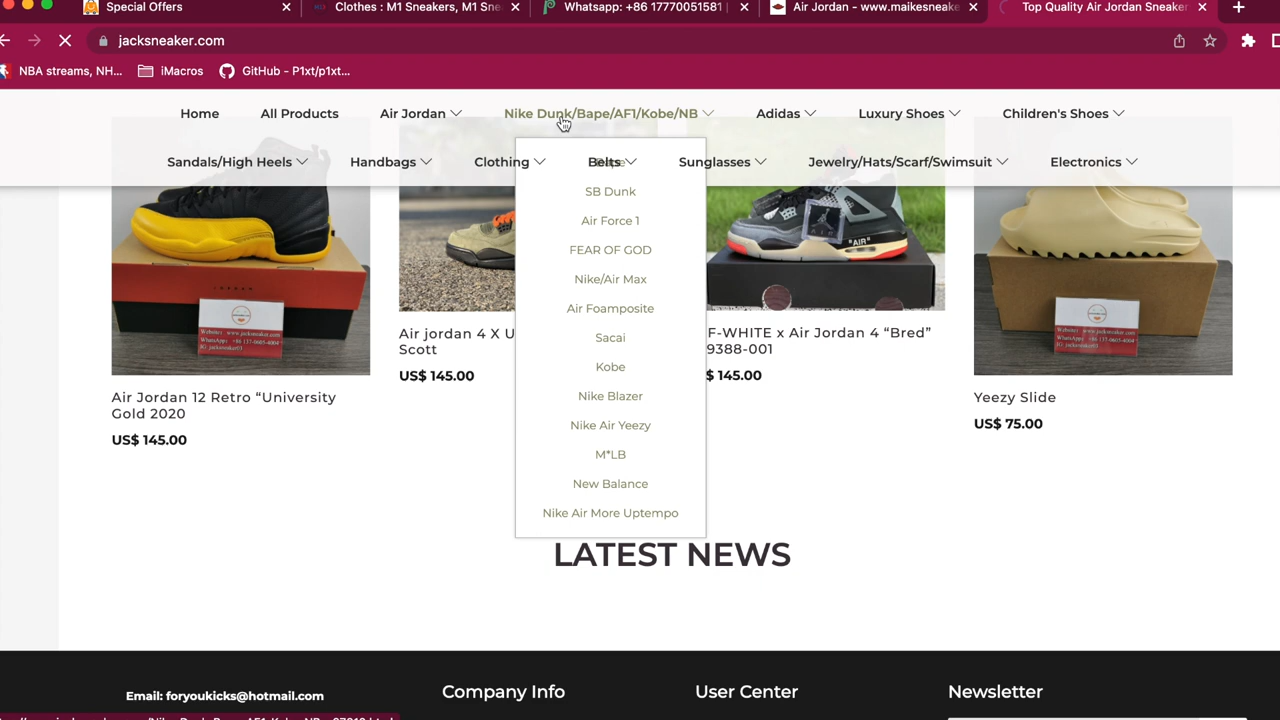 Special Offers
Clothes : M1 Sneakers, M1 Sne
Whatsapp: +86 17770051581
Air Jordan - www.maikesneake
Top Quality Air Jordan Sneaker
jacksneaker.com
NBA streams, NH...
iMacros
GitHub - P1xt/p1xt...
Home
All Products
Air Jordan
Nike Dunk/Bape/AF1/Kobe/NB
Adidas
Luxury Shoes
Children's Shoes
Sandals/High Heels
Handbags
Clothing
Belts
Sunglasses
Jewelry/Hats/Scarf/Swimsuit
Electronics
SB Dunk
Air Force 1
FEAR OF GOD
Nike/Air Max
Air Foamposite
Sacai
Kobe
Nike Blazer
Nike Air Yeezy
M*LB
New Balance
Nike Air More Uptempo
Air Jordan 12 Retro “University
Gold 2020
US$ 145.00
Air jordan 4 X U
Scott
US$ 145.00
F-WHITE x Air Jordan 4 “Bred”
9388-001
$ 145.00
Yeezy Slide
US$ 75.00
LATEST NEWS
Email: foryoukicks@hotmail.com
Company Info
User Center
Newsletter